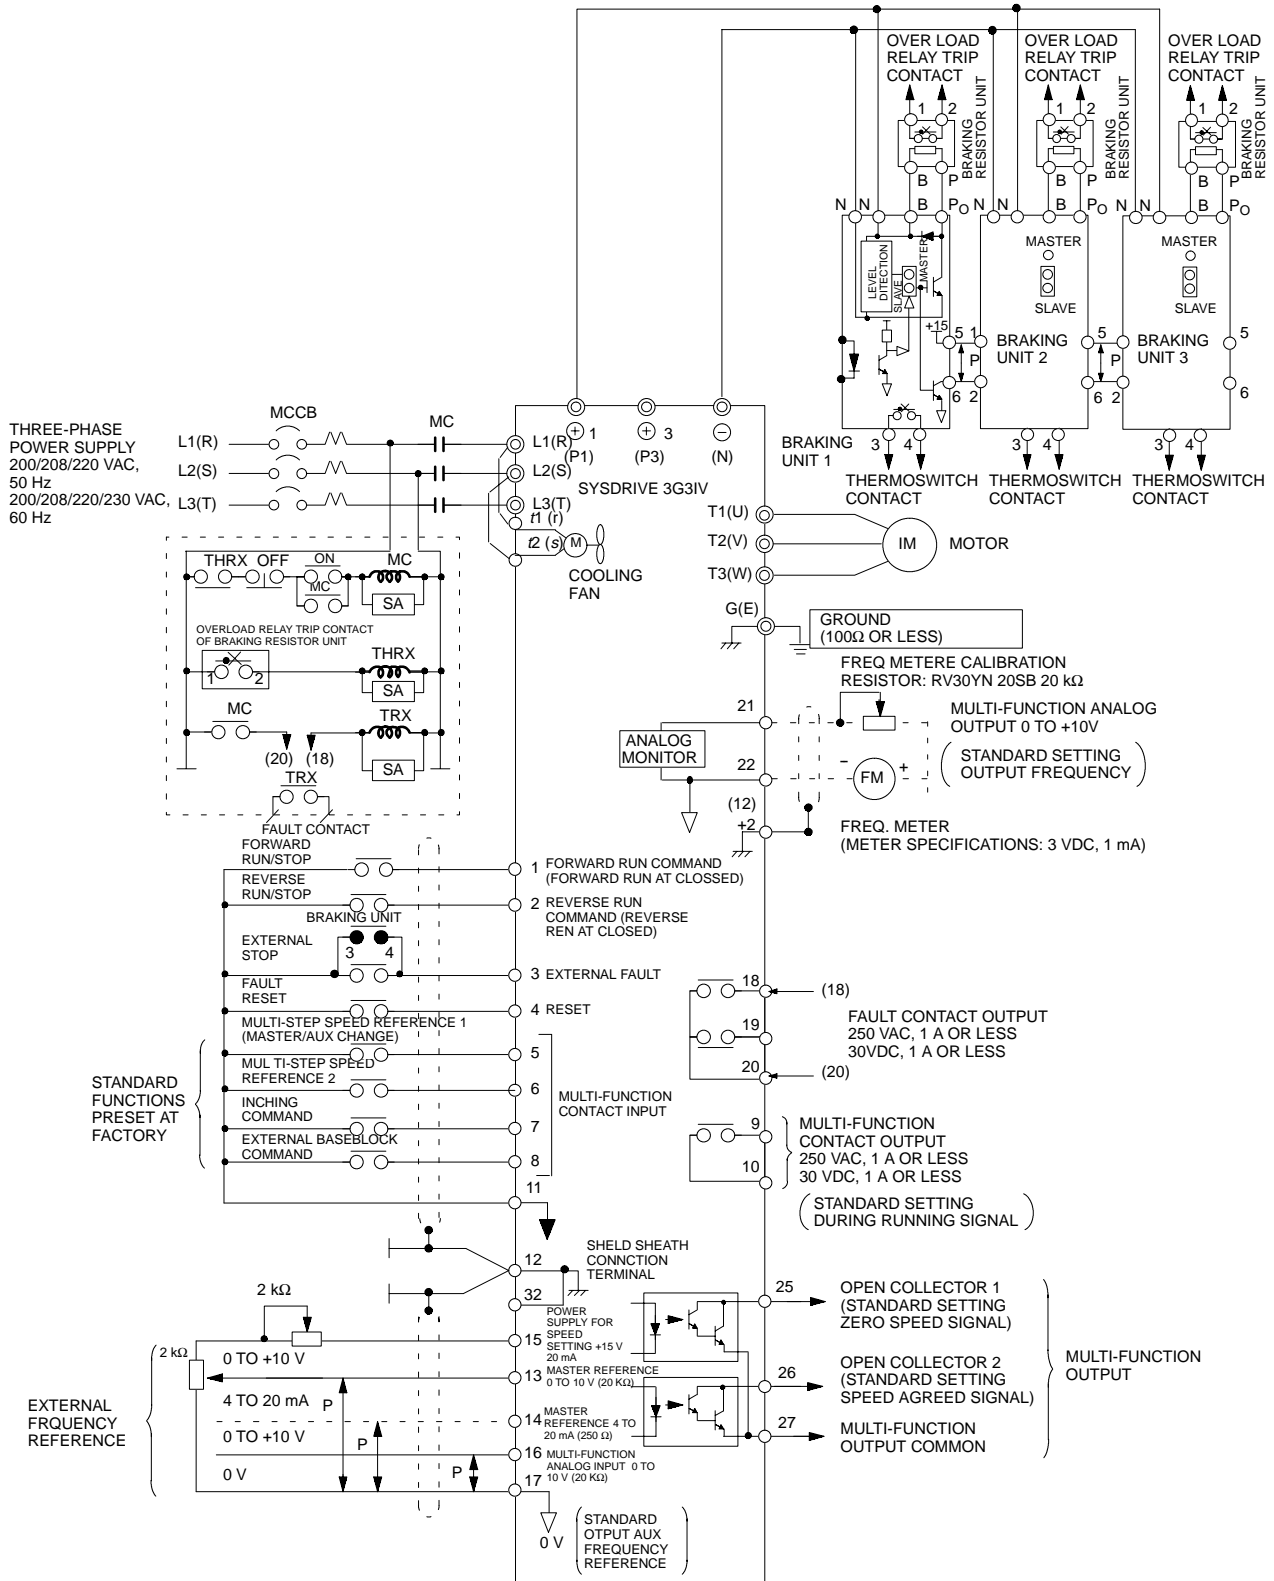 OVER LOAD
RELAY TRIP
CONTACT
OVER LOAD
RELAY TRIP
CONTACT
OVER LOAD
RELAY TRIP
CONTACT
1
2
1
2
1
2
BRAKING
RESISTOR UNIT
BRAKING
RESISTOR UNIT
BRAKING
RESISTOR UNIT
B
P
B
P
B
P
N
N
B
PO
N
N
B
PO
N
N
B
PO
LEVEL
DITECTION
SLAVE
MASTER
MASTER
SLAVE
MASTER
SLAVE
+15
5
1
P
6
2
BRAKING
UNIT 2
5
P
6
2
BRAKING
UNIT 3
5
6
BRAKING
UNIT 1
3
4
3
4
3
4
THERMOSWITCH
CONTACT
THERMOSWITCH
CONTACT
THERMOSWITCH
CONTACT
THREE-PHASE
POWER SUPPLY
200/208/220 VAC,
50 Hz
200/208/220/230 VAC,
60 Hz
MCCB
MC
L1(R)
L2(S)
L3(T)
L1(R)
L2(S)
L3(T)
t1 (r)
t2 (s)
+ 1
(P1)
+ 3
(P3)
−
(N)
SYSDRIVE 3G3IV
M
COOLING
FAN
T1(U)
T2(V)
T3(W)
IM
MOTOR
G(E)
GROUND
(100Ω OR LESS)
THRX
OFF
ON
MC
MC
SA
OVERLOAD RELAY TRIP CONTACT
OF BRAKING RESISTOR UNIT
1
2
THRX
SA
MC
(20)
(18)
TRX
SA
TRX
FAULT CONTACT
FREQ METERE CALIBRATION
RESISTOR: RV30YN 20SB 20 kΩ
21
MULTI-FUNCTION ANALOG
OUTPUT 0 TO +10V
ANALOG
MONITOR
22
−
FM
+
(STANDARD SETTING
OUTPUT FREQUENCY)
(12)
+2
FREQ. METER
(METER SPECIFICATIONS: 3 VDC, 1 mA)
FORWARD
RUN/STOP
1 FORWARD RUN COMMAND
(FORWARD RUN AT CLOSSED)
REVERSE
RUN/STOP
2 REVERSE RUN
COMMAND (REVERSE
REN AT CLOSED)
BRAKING UNIT
3
4
EXTERNAL
STOP
3 EXTERNAL FAULT
FAULT
RESET
4 RESET
MULTI-STEP SPEED REFERENCE 1
(MASTER/AUX CHANGE)
5
MUL TI-STEP SPEED
REFERENCE 2
6
INCHING
COMMAND
7
EXTERNAL BASEBLOCK
COMMAND
8
STANDARD
FUNCTIONS
PRESET AT
FACTORY
MULTI-FUNCTION
CONTACT INPUT
11
18
(18)
19
20
(20)
FAULT CONTACT OUTPUT
250 VAC, 1 A OR LESS
30VDC, 1 A OR LESS
9
10
MULTI-FUNCTION
CONTACT OUTPUT
250 VAC, 1 A OR LESS
30 VDC, 1 A OR LESS
(STANDARD SETTING
DURING RUNNING SIGNAL)
12
SHELD SHEATH
CONNCTION
TERMINAL
32
2 kΩ
2 kΩ
15
POWER
SUPPLY FOR
SPEED
SETTING +15 V
20 mA
0 TO +10 V
13
MASTER REFERENCE
0 TO 10 V (20 KΩ)
4 TO 20 mA
P
14
MASTER
REFERENCE 4 TO
20 mA (250 Ω)
0 TO +10 V
P
16
MULTI-FUNCTION
ANALOG INPUT 0 TO
10 V (20 KΩ)
0 V
P
17
EXTERNAL
FRQUENCY
REFERENCE
0 V
(STANDARD
OTPUT AUX
FREQUENCY
REFERENCE)
25
OPEN COLLECTOR 1
(STANDARD SETTING
ZERO SPEED SIGNAL)
26
OPEN COLLECTOR 2
(STANDARD SETTING
SPEED AGREED SIGNAL)
27
MULTI-FUNCTION
OUTPUT COMMON
MULTI-FUNCTION
OUTPUT